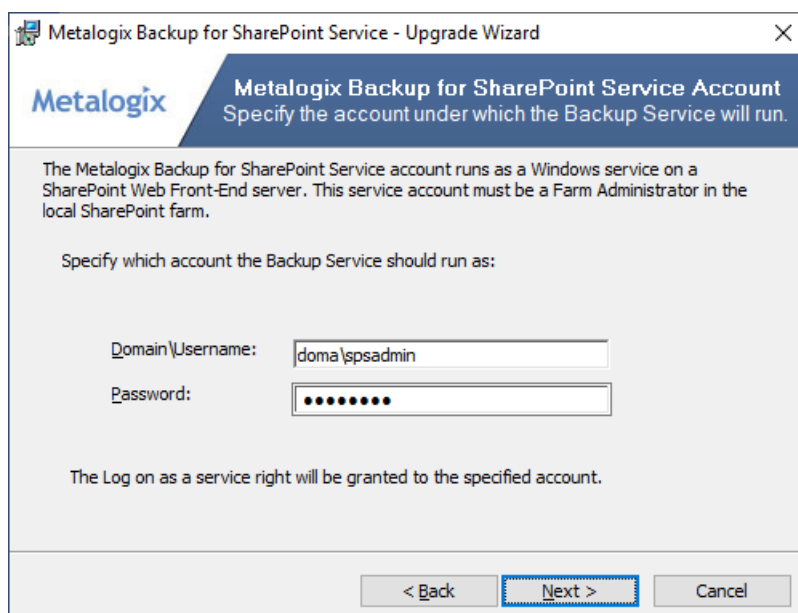 Metalogix Backup for SharePoint Service - Upgrade Wizard
Metalogix
Metalogix Backup for SharePoint Service Account
Specify the account under which the Backup Service will run.
The Metalogix Backup for SharePoint Service account runs as a Windows service on a
SharePoint Web Front-End server. This service account must be a Farm Administrator in the
local SharePoint farm.
Specify which account the Backup Service should run as:
Domain\Username:
doma\spsadmin
Password:
●●●●●●●●
The Log on as a service right will be granted to the specified account.
< Back
Next >
Cancel